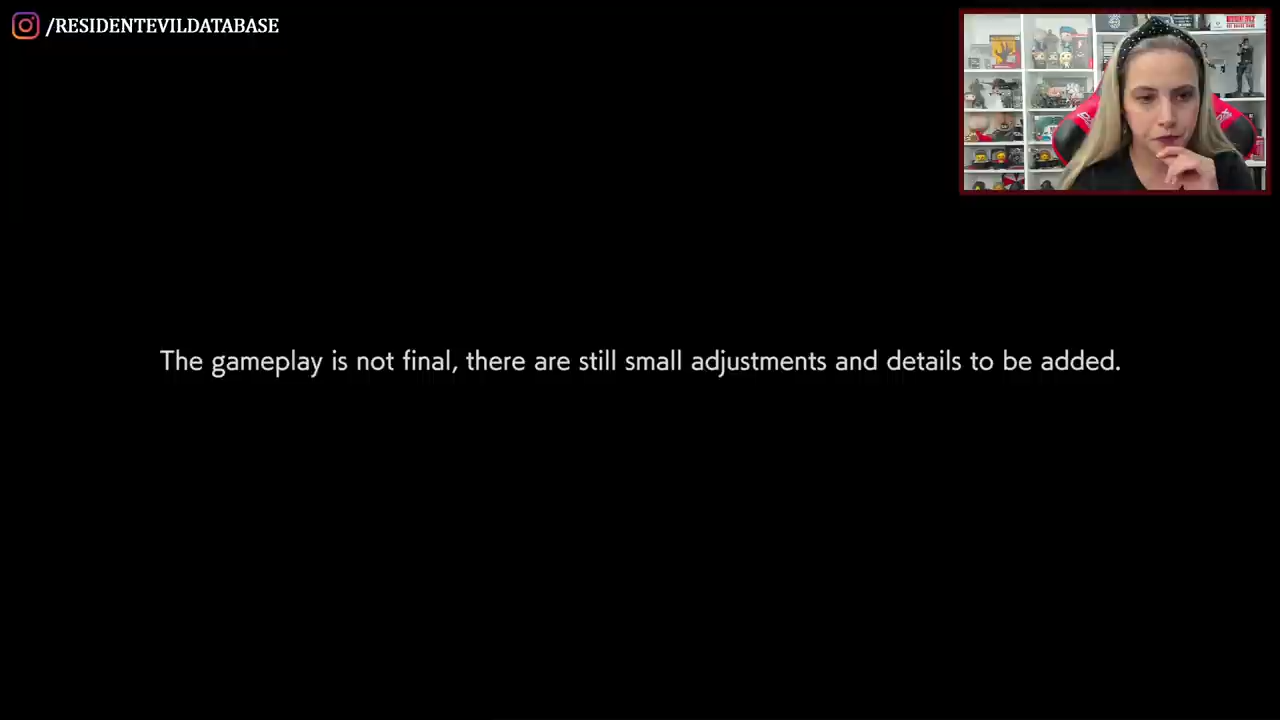 /RESIDENTEVILDATABASE
The gameplay is not final, there are still small adjustments and details to be added.